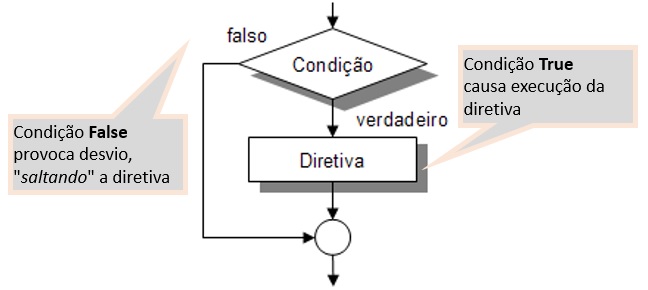 falso
Condição
Condição True
causa execução da
diretiva
verdadeiro
Condição False
provoca desvio,
"saltando" a diretiva
Diretiva